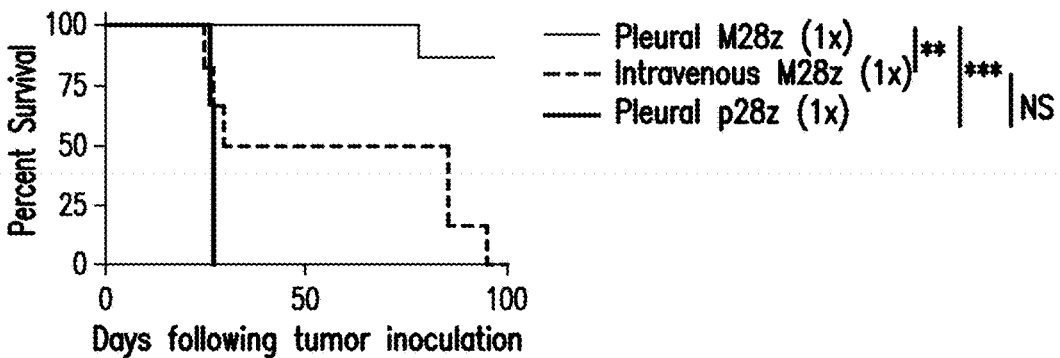 100
75
50
25
0
Percent Survival
0 50 100
Days following tumor inoculation
Pleural M28z (1x)
Intravenous M28z (1x)
Pleural p28z (1x)
**
***
NS